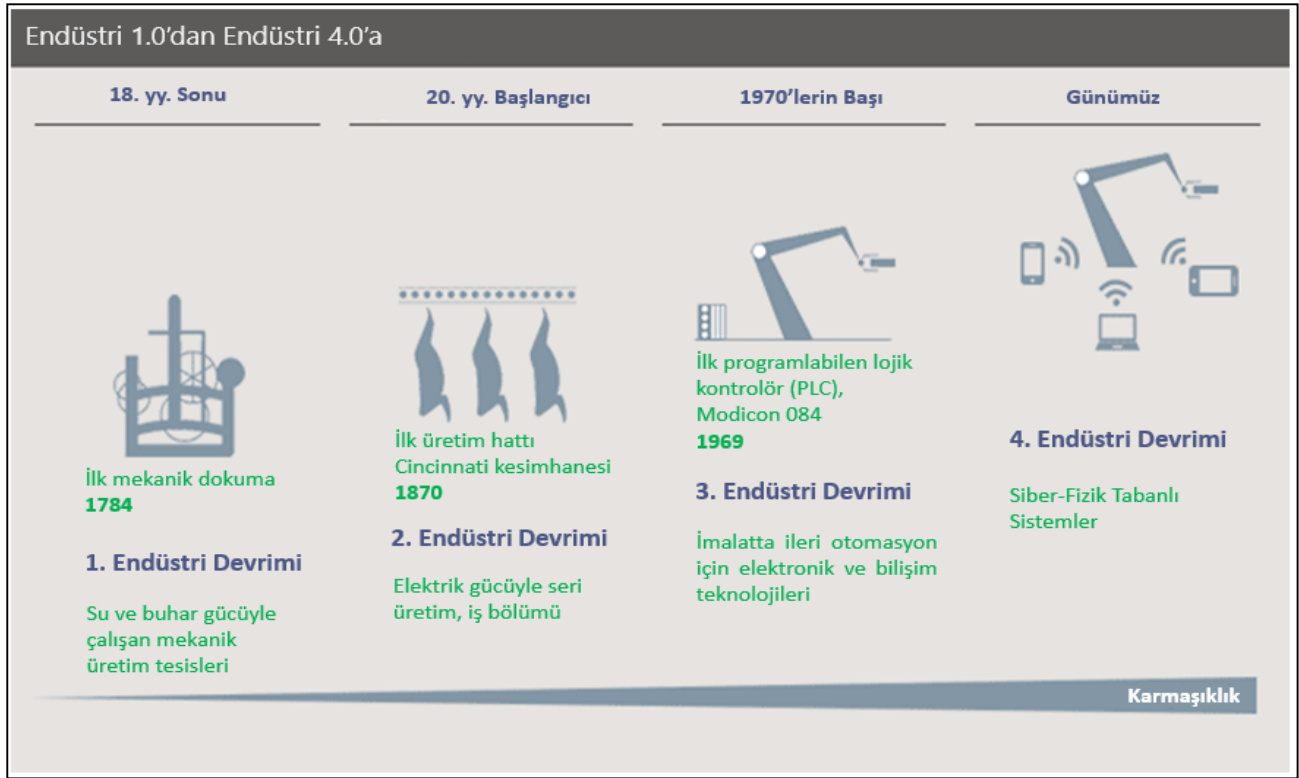 Endüstri 1.0’dan Endüstri 4.0’a
18. yy. Sonu
İlk mekanik dokuma
1784
1. Endüstri Devrimi
Su ve buhar gücüyle
çalışan mekanik
üretim tesisleri
20. yy. Başlangıcı
İlk üretim hattı
Cincinnati kesimhanesi
1870
2. Endüstri Devrimi
Elektrik gücüyle seri
üretim, iş bölümü
1970’lerin Başı
İlk programlabilen lojik
kontrolör (PLC),
Modicon 084
1969
3. Endüstri Devrimi
İmalatta ileri otomasyon
için elektronik ve bilişim
teknolojileri
Günümüz
4. Endüstri Devrimi
Siber-Fizik Tabanlı
Sistemler
Karmaşıklık